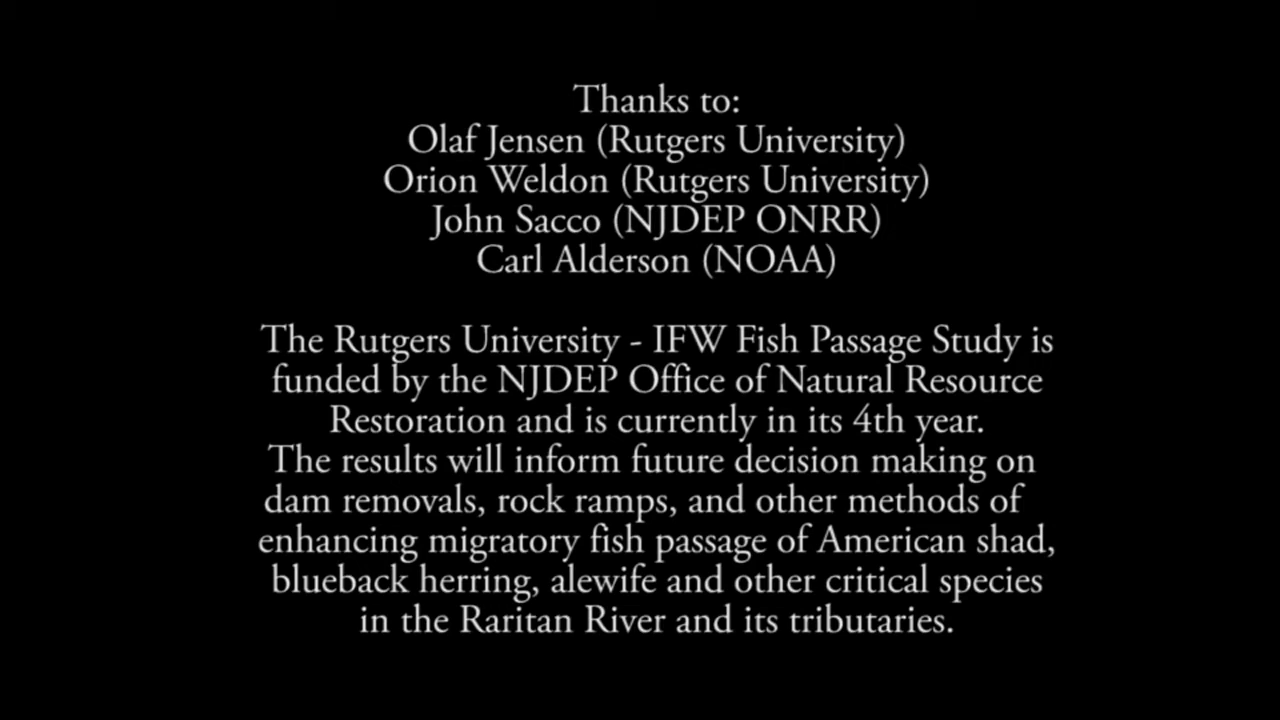 Thanks to:
Olaf Jensen (Rutgers University)
Orion Weldon (Rutgers University)
John Sacco (NJDEP ONRR)
Carl Alderson (NOAA)
The Rutgers University - IFW Fish Passage Study is
funded by the NJDEP Office of Natural Resource
Restoration and is currently in its 4th year.
The results will inform future decision making on
dam removals, rock ramps, and other methods of
enhancing migratory fish passage of American shad,
blueback herring, alewife and other critical species
in the Raritan River and its tributaries.